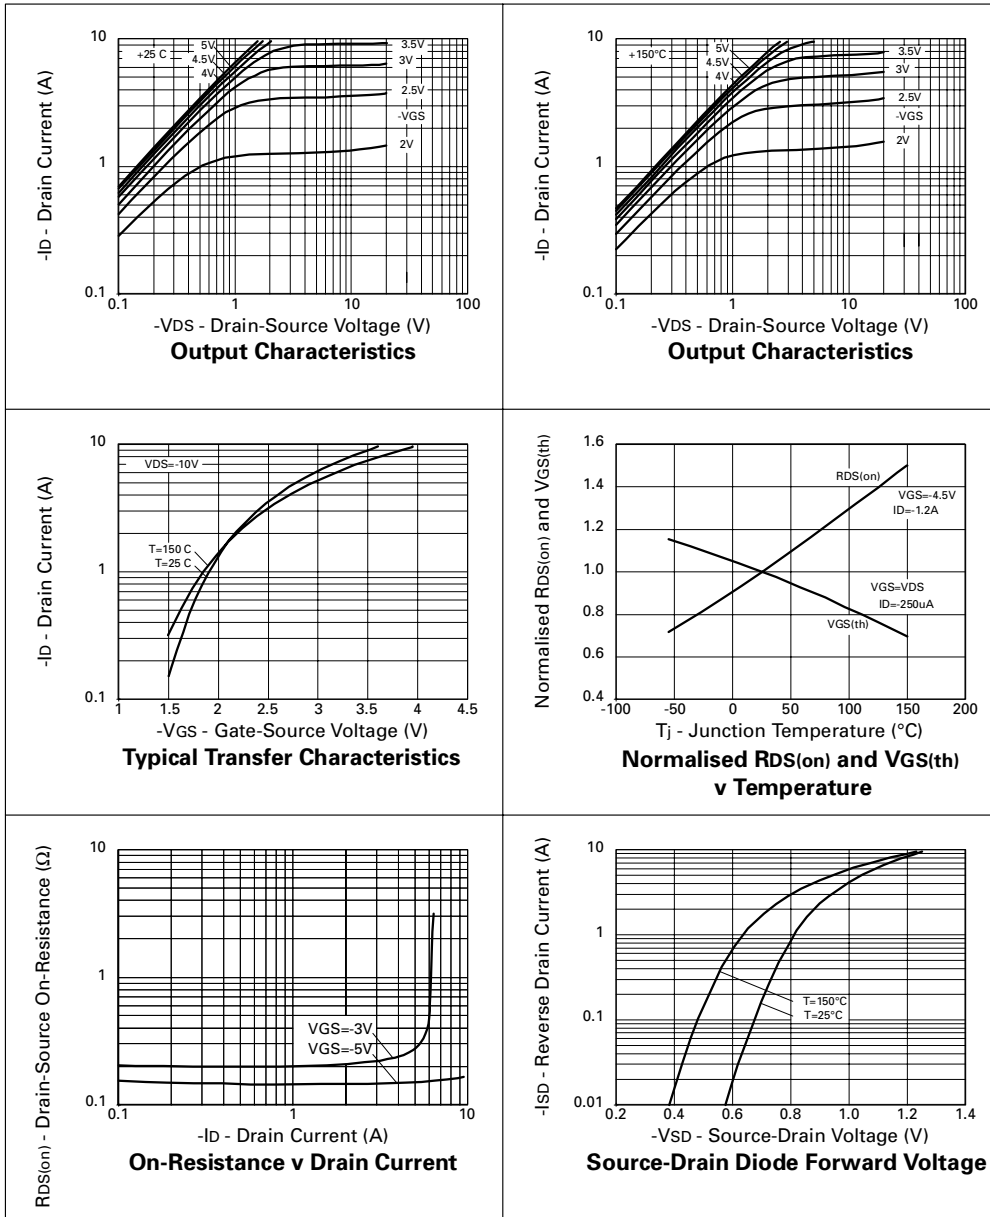 10
1
0.1
-ID - Drain Current (A)
+25 C
5V
4.5V
4V
3.5V
3V
2.5V
-VGS
2V
0.1
1
10
100
-VDS - Drain-Source Voltage (V)
Output Characteristics
10
1
0.1
-ID - Drain Current (A)
+150°C
5V
4.5V
4V
3.5V
3V
2.5V
-VGS
2V
0.1
1
10
100
-VDS - Drain-Source Voltage (V)
Output Characteristics
10
1
0.1
-ID - Drain Current (A)
VDS=-10V
T=150 C
T=25 C
1
1.5
2
2.5
3
3.5
4
4.5
-VGS - Gate-Source Voltage (V)
Typical Transfer Characteristics
1.6
1.4
1.2
1.0
0.8
0.6
0.4
Normalised RDS(on) and VGS(th)
RDS(on)
VGS=-4.5V
ID=-1.2A
VGS=VDS
ID=-250uA
VGS(th)
-100
-50
0
50
100
150
200
Tj - Junction Temperature (°C)
Normalised RDS(on) and VGS(th)
v Temperature
10
1
0.1
RDS(on) - Drain-Source On-Resistance (Ω)
VGS=-3V
VGS=-5V
0.1
1
10
-ID - Drain Current (A)
On-Resistance v Drain Current
10
1
0.1
0.01
-ISD - Reverse Drain Current (A)
T=150°C
T=25°C
0.2
0.4
0.6
0.8
1.0
1.2
1.4
-VSD - Source-Drain Voltage (V)
Source-Drain Diode Forward Voltage